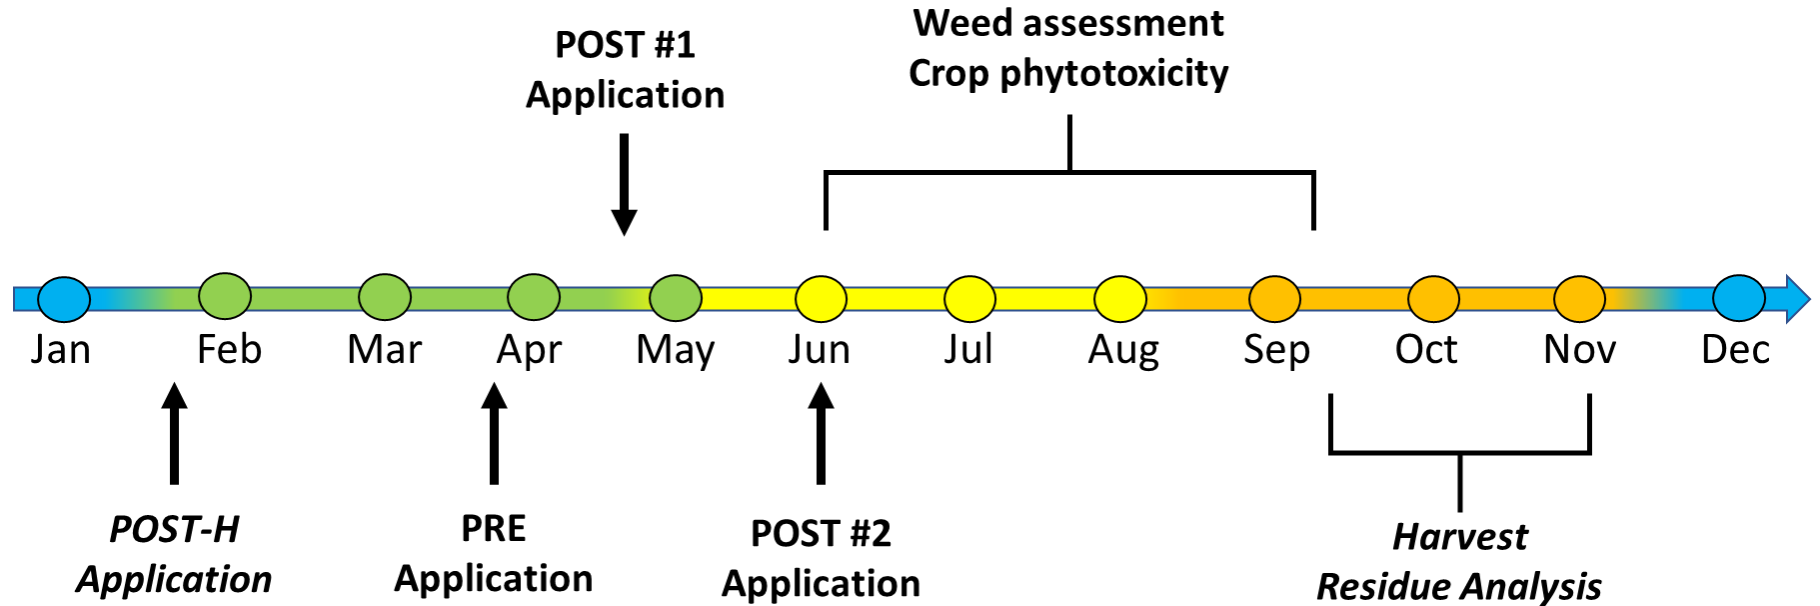 POST #1
Application
Weed assessment
Crop phytotoxicity
Jan
Feb
Mar
Apr
May
Jun
Jul
Aug
Sep
Oct
Nov
Dec
POST-H
Application
PRE
Application
POST #2
Application
Harvest
Residue Analysis